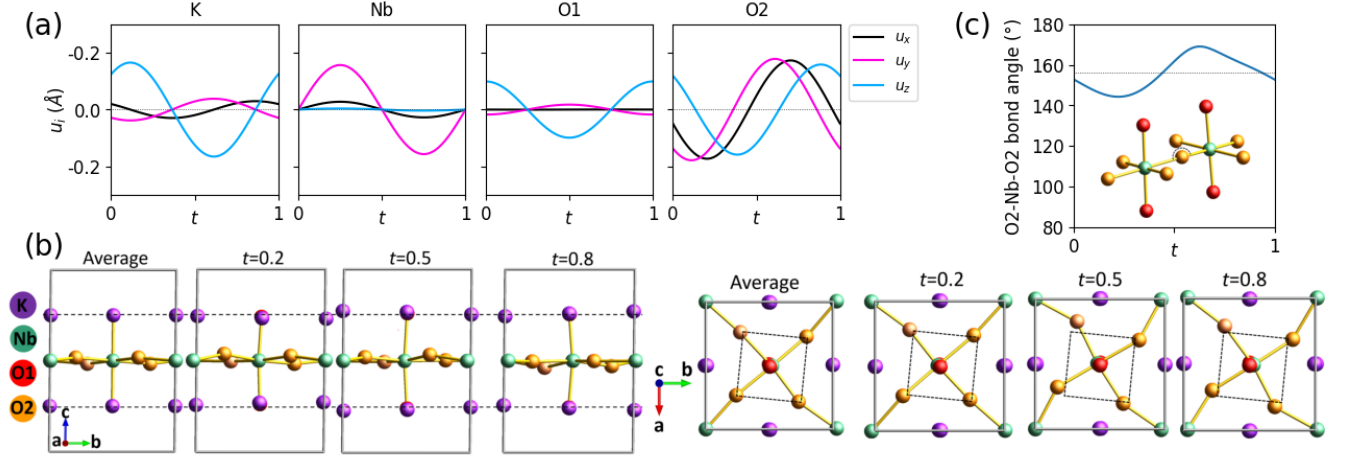 (a)
K
Nb
O1
O2
u_i (Å)
-0.2
0.0
-0.2
0
t
1
0
t
1
0
t
1
0
t
1
u_x
u_y
u_z
(c)
O2-Nb-O2 bond angle (°)
180
160
140
120
100
80
0
t
1
(b)
Average
t=0.2
t=0.5
t=0.8
K
Nb
O1
O2
c
a
b
Average
t=0.2
t=0.5
t=0.8
c
b
a